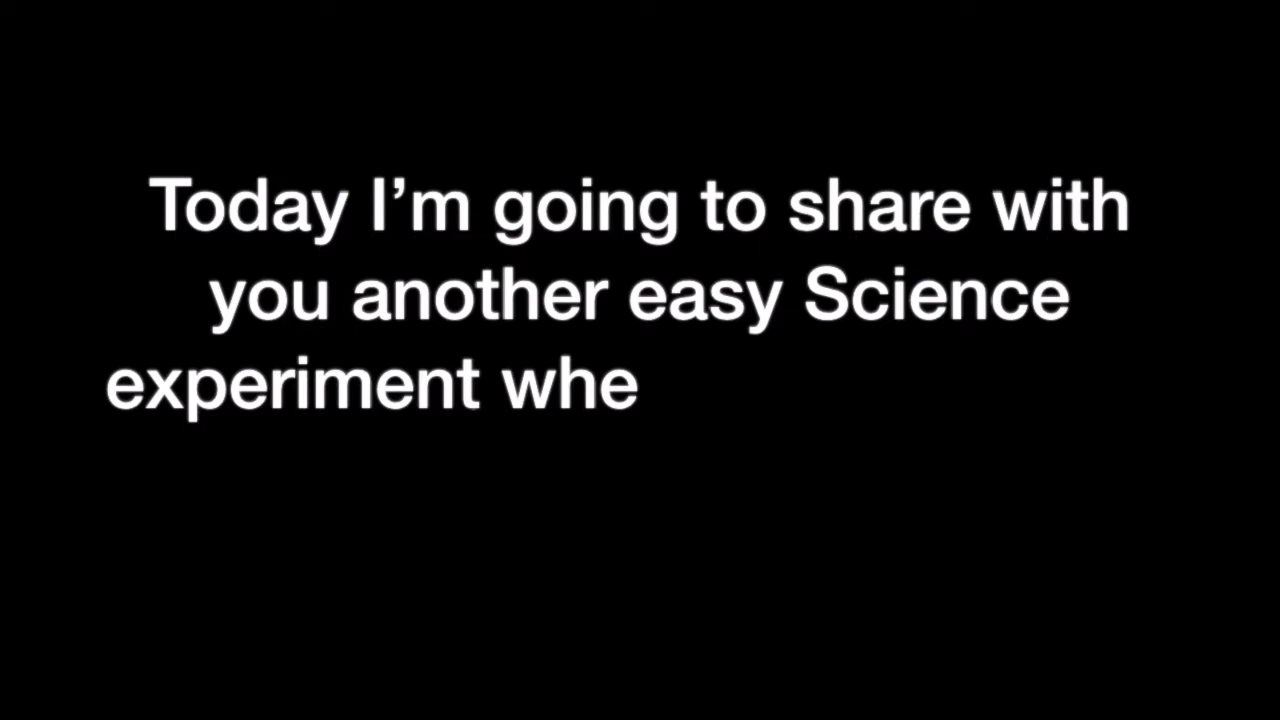 Today I’m going to share with
you another easy Science
experiment whe